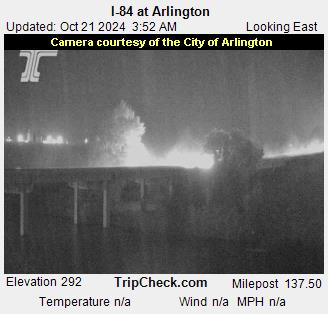 I-84 at Arlington
Updated: Oct 21 2024 3:52 AM Looking East
Camera courtesy of the City of Arlington
Elevation 292 TripCheck.com Milepost 137.50
Temperature n/a Wind n/a MPH n/a